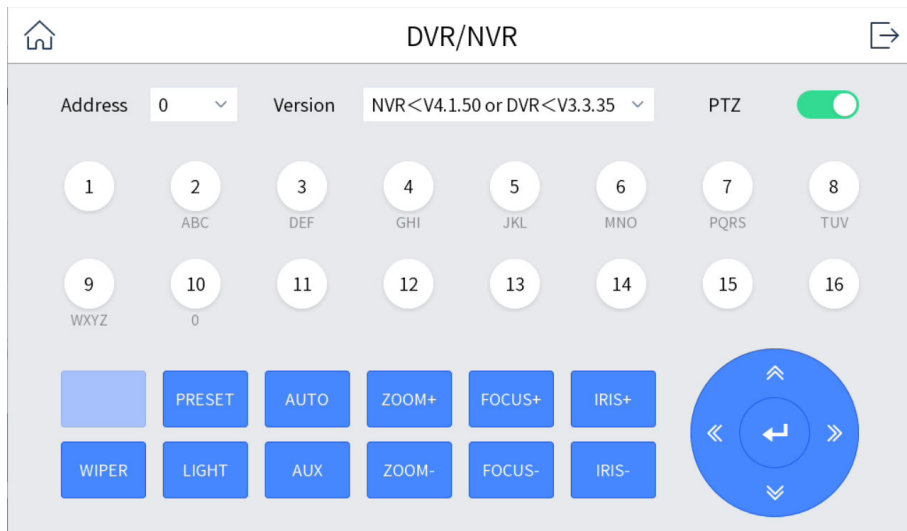 DVR/NVR
Address 0 Version NVR<V4.1.50 or DVR<V3.3.35 PTZ
1 2 3 4 5 6 7 8
ABC DEF GHI JKL MNO PQRS TUV
9 10 11 12 13 14 15 16
WXYZ 0
PRESET AUTO ZOOM+ FOCUS+ IRIS+
WIPER LIGHT AUX ZOOM- FOCUS- IRIS-